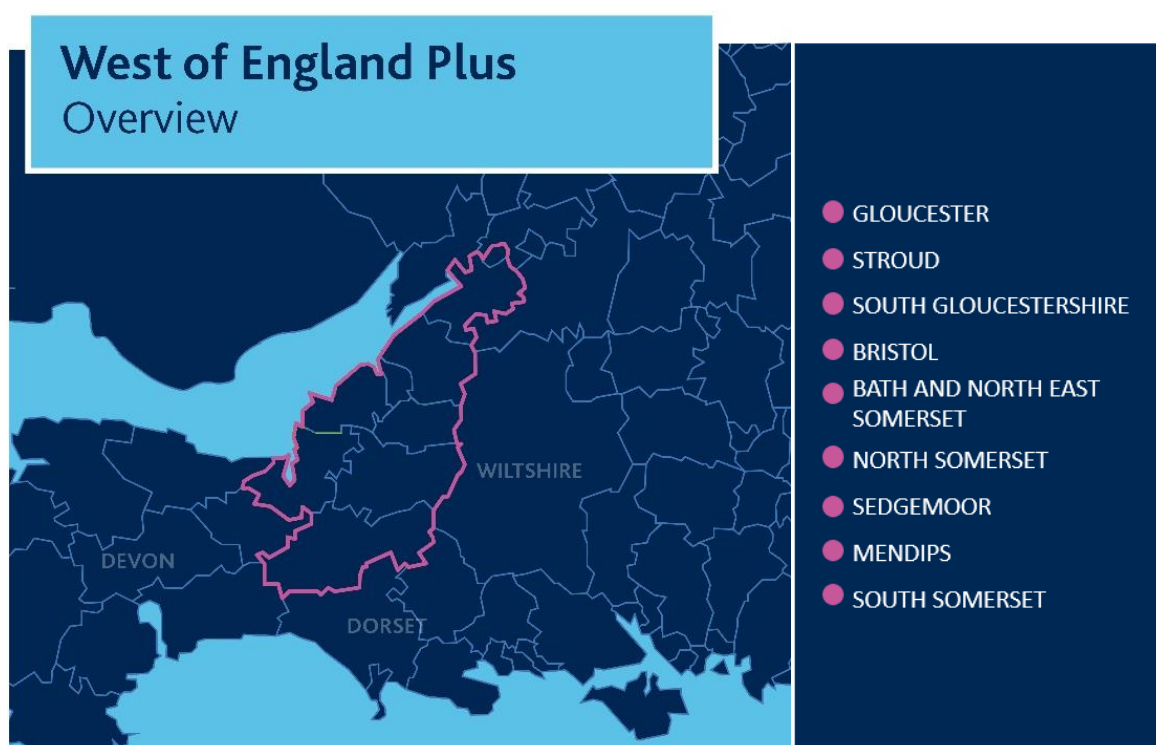 West of England Plus
Overview
WILTSHIRE
DEVON
DORSET
GLOUCESTER
STROUD
SOUTH GLOUCESTERSHIRE
BRISTOL
BATH AND NORTH EAST
SOMERSET
NORTH SOMERSET
SEDGEMOOR
MENDIPS
SOUTH SOMERSET